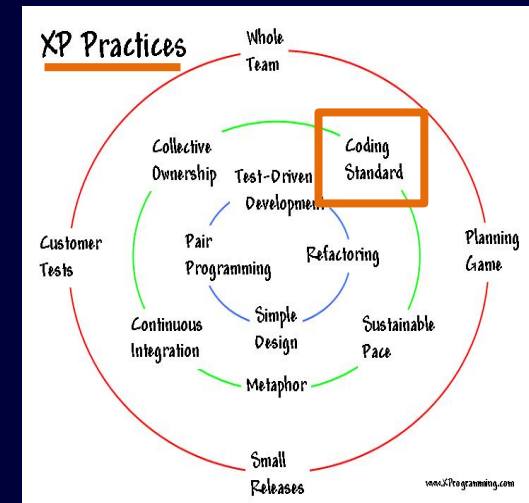 XP Practices
Whole
Team
Collective
Ownership
Coding
Standard
Test-Driven
Development
Planning
Game
Customer
Tests
Pair
Programming
Refactoring
Continuous
Integration
Simple
Design
Sustainable
Pace
Metaphor
Small
Releases
www.XProgramming.com